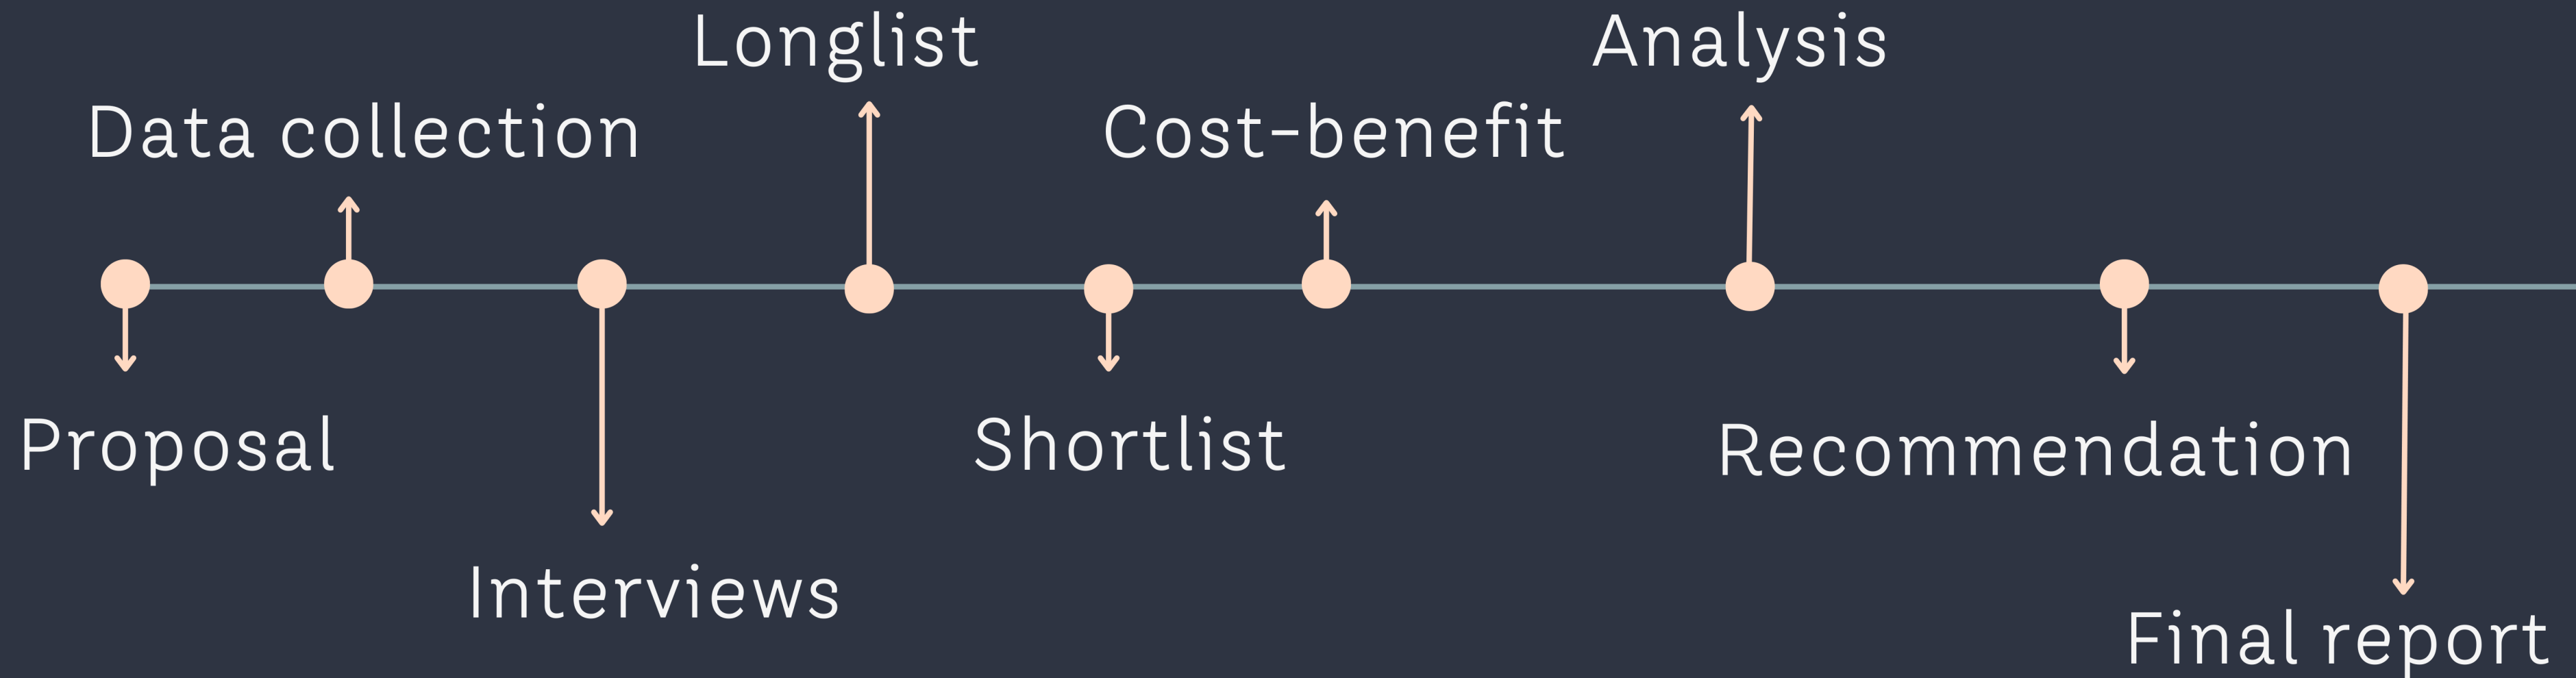 Proposal
Data collection
Interviews
Longlist
Shortlist
Cost-benefit
Analysis
Recommendation
Final report